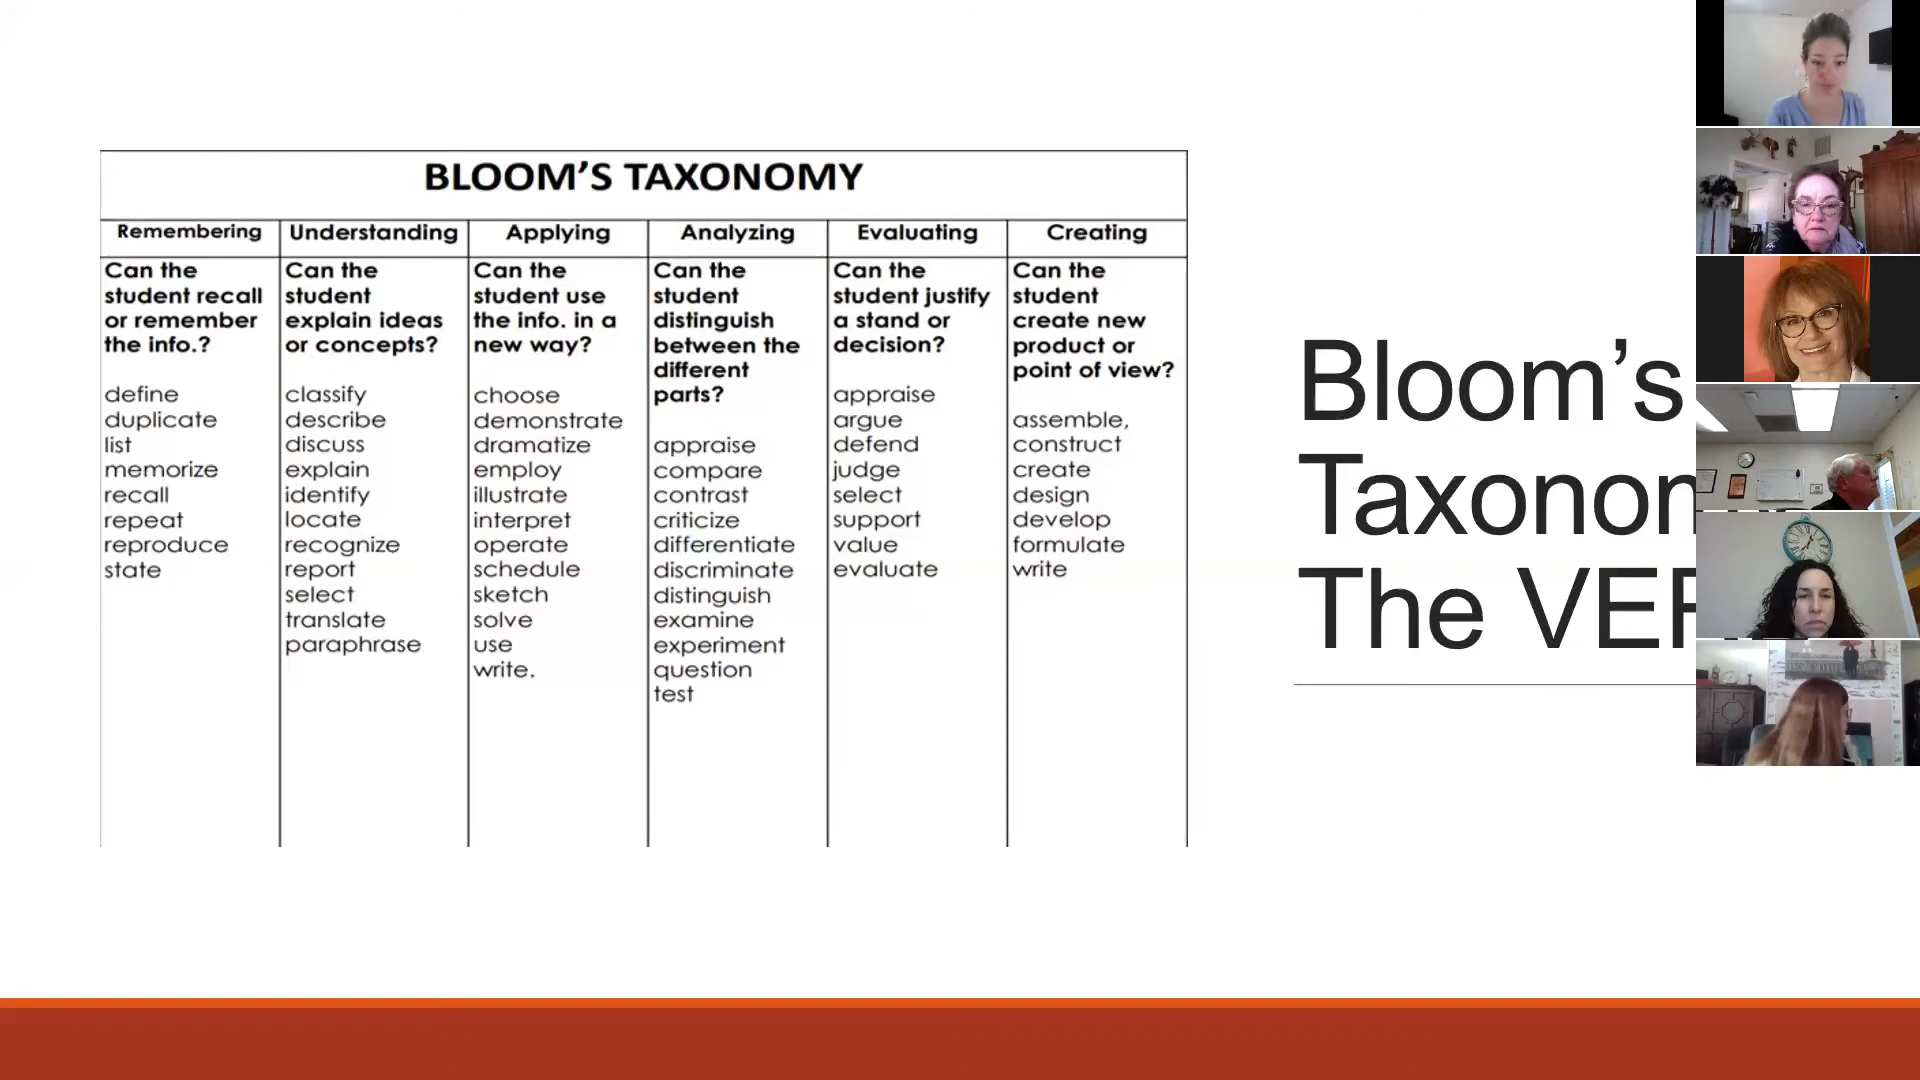 BLOOM'S TAXONOMY
Remembering
Can the
student recall
or remember
the info.?
define
duplicate
list
memorize
recall
repeat
reproduce
state
Understanding
Can the
student
explain ideas
or concepts?
classify
describe
discuss
explain
identify
locate
recognize
report
select
translate
paraphrase
Applying
Can the
student use
the info. in a
new way?
choose
demonstrate
dramatize
employ
illustrate
interpret
operate
schedule
sketch
solve
use
write.
Analyzing
Can the
student
distinguish
between the
different
parts?
appraise
compare
contrast
criticize
differentiate
discriminate
distinguish
examine
experiment
question
test
Evaluating
Can the
student justify
a stand or
decision?
appraise
argue
defend
judge
select
support
value
evaluate
Creating
Can the
student
create new
product or
point of view?
assemble,
construct
create
design
develop
formulate
write
Bloom's
Taxonom
The VER